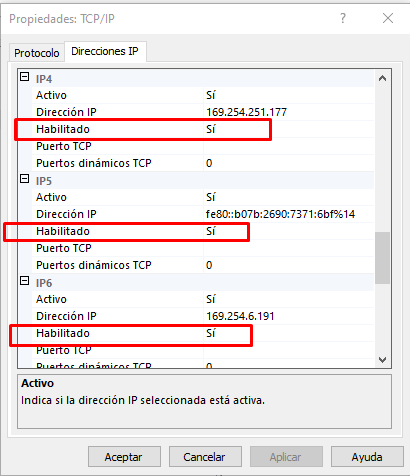 Propiedades: TCP/IP
? ×
Protocolo Direcciones IP
IP4
Activo Sí
Dirección IP 169.254.251.177
Habilitado Sí
Puerto TCP
Puertos dinámicos TCP 0
IP5
Activo Sí
Dirección IP fe80::b07b:2690:7371:6bf%14
Habilitado Sí
Puerto TCP
Puertos dinámicos TCP 0
IP6
Activo Sí
Dirección IP 169.254.6.191
Habilitado Sí
Puerto TCP
Puertos dinámicos TCP 0
Activo
Indica si la dirección IP seleccionada está activa.
Aceptar Cancelar Aplicar Ayuda